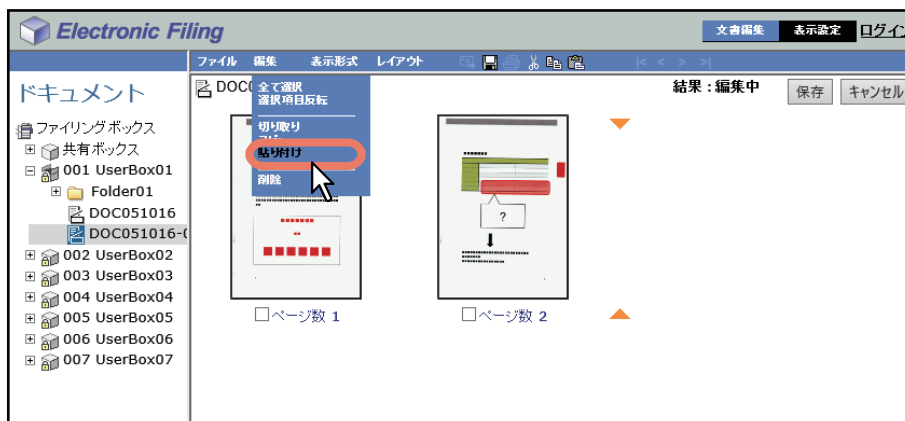 Electronic Filing
文書編集 表示設定 ログイン
ファイル 編集 表示形式 レイアウト
|< < > >|
ドキュメント
ファイリングボックス
共有ボックス
001 UserBox01
Folder01
DOC051016
DOC051016-0
002 UserBox02
003 UserBox03
004 UserBox04
005 UserBox05
006 UserBox06
007 UserBox07
DOC0
結果：編集中
保存 キャンセル
全て選択
選択項目反転
切り取り
貼り付け
削除
?
ページ数 1
ページ数 2